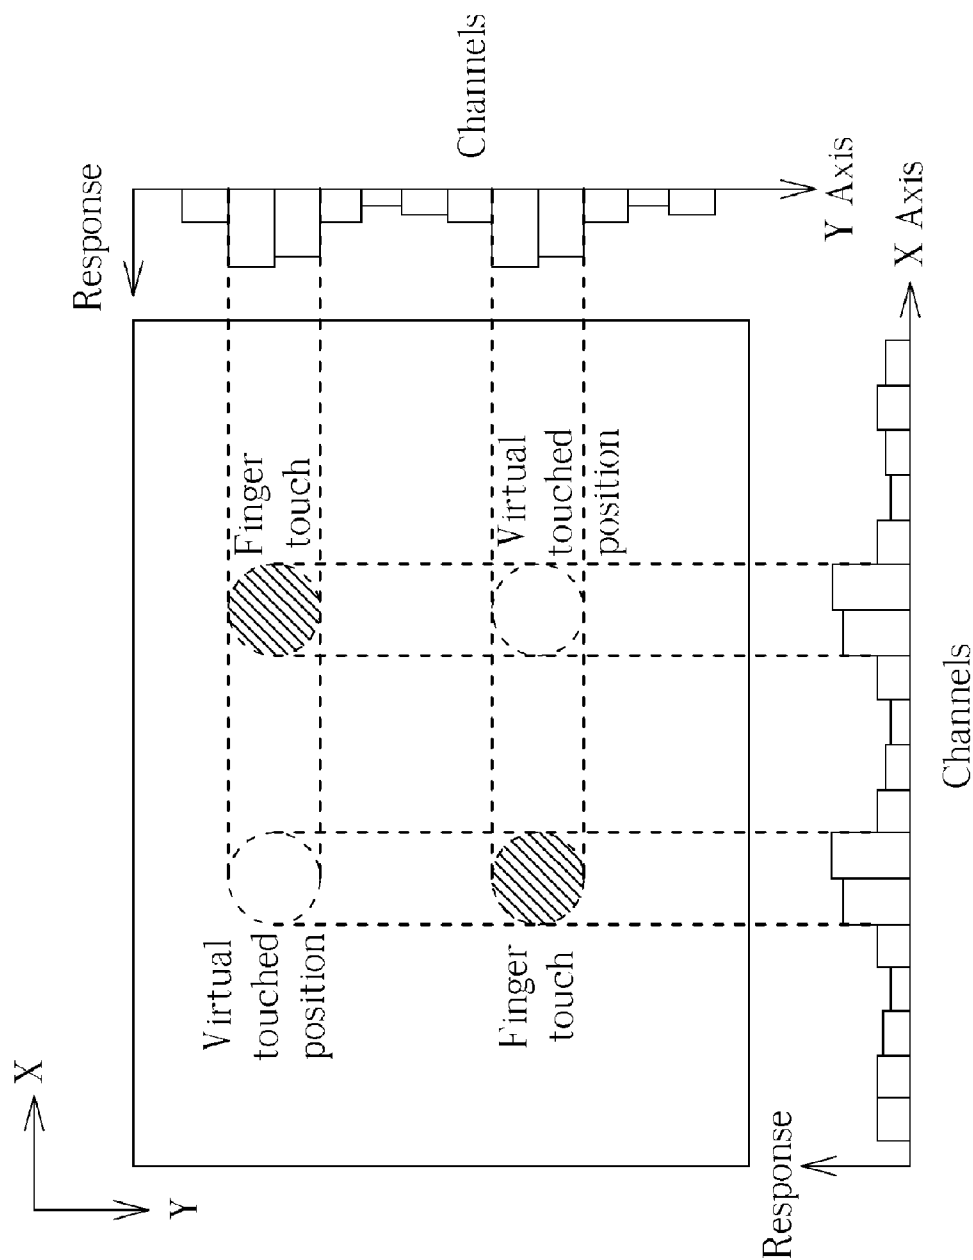 X
Y
Response
Virtual
touched
position
Finger
touch
Channels
Finger
touch
Virtual
touched
position
Response
Y Axis
X Axis
Channels